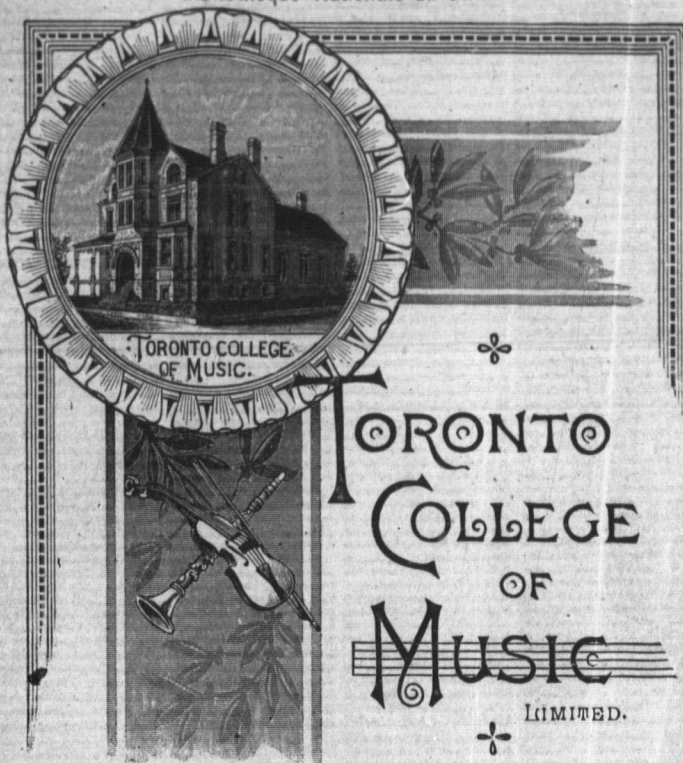 TORONTO COLLEGE
OF MUSIC.
TORONTO
COLLEGE
OF
MUSIC
LIMITED.